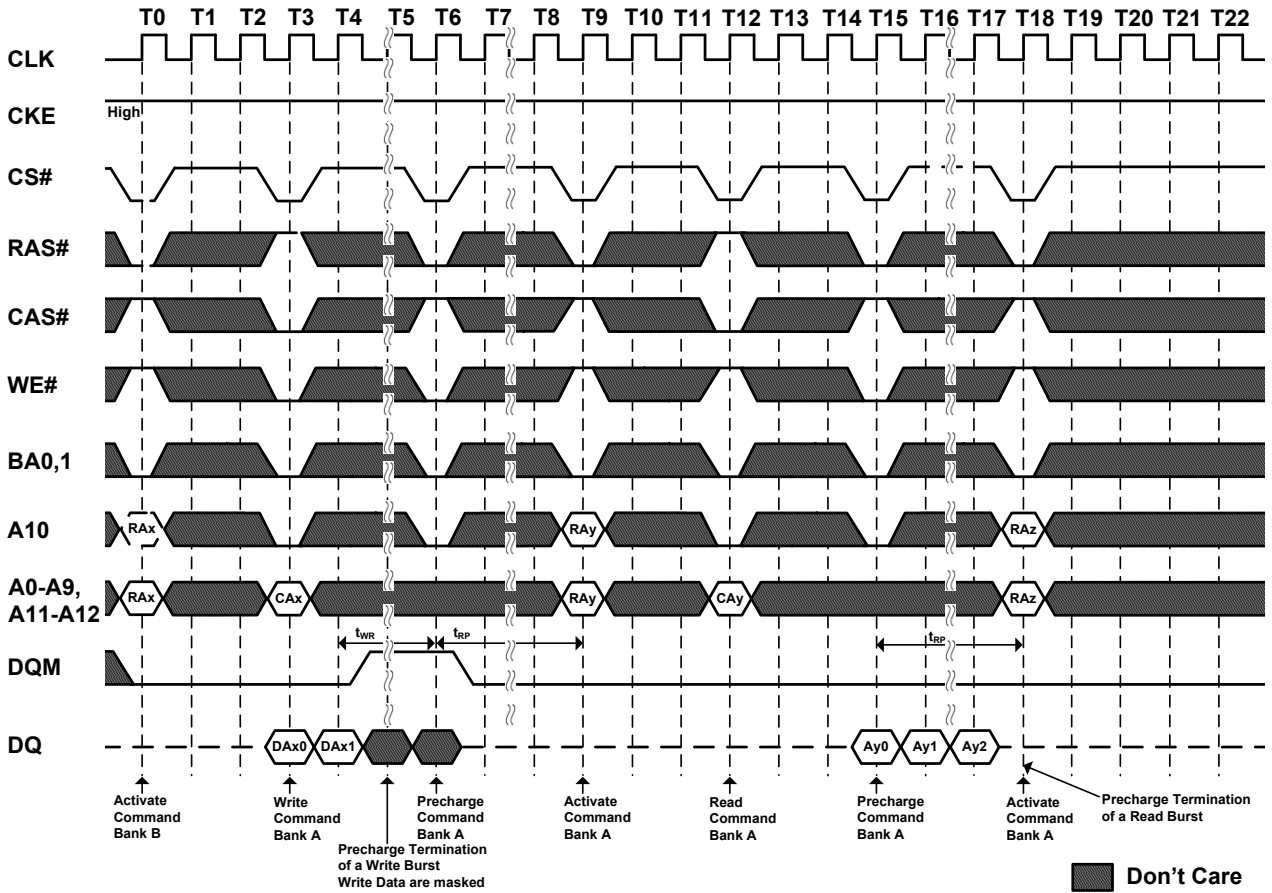 T0 T1 T2 T3 T4 T5 T6 T7 T8 T9 T10 T11 T12 T13 T14 T15 T16 T17 T18 T19 T20 T21 T22
CLK
CKE
High
CS#
RAS#
CAS#
WE#
BA0,1
A10
RAx
RAy
RAz
A0-A9,
A11-A12
RAx
CAx
RAy
CAy
RAz
tWR
tRP
tRP
DQM
DQ
DAx0
DAx1
Ay0
Ay1
Ay2
Activate
Command
Bank B
Write
Command
Bank A
Precharge Termination
of a Write Burst
Write Data are masked
Precharge
Command
Bank A
Activate
Command
Bank A
Read
Command
Bank A
Precharge
Command
Bank A
Activate
Command
Bank A
Precharge Termination
of a Read Burst
Don't Care